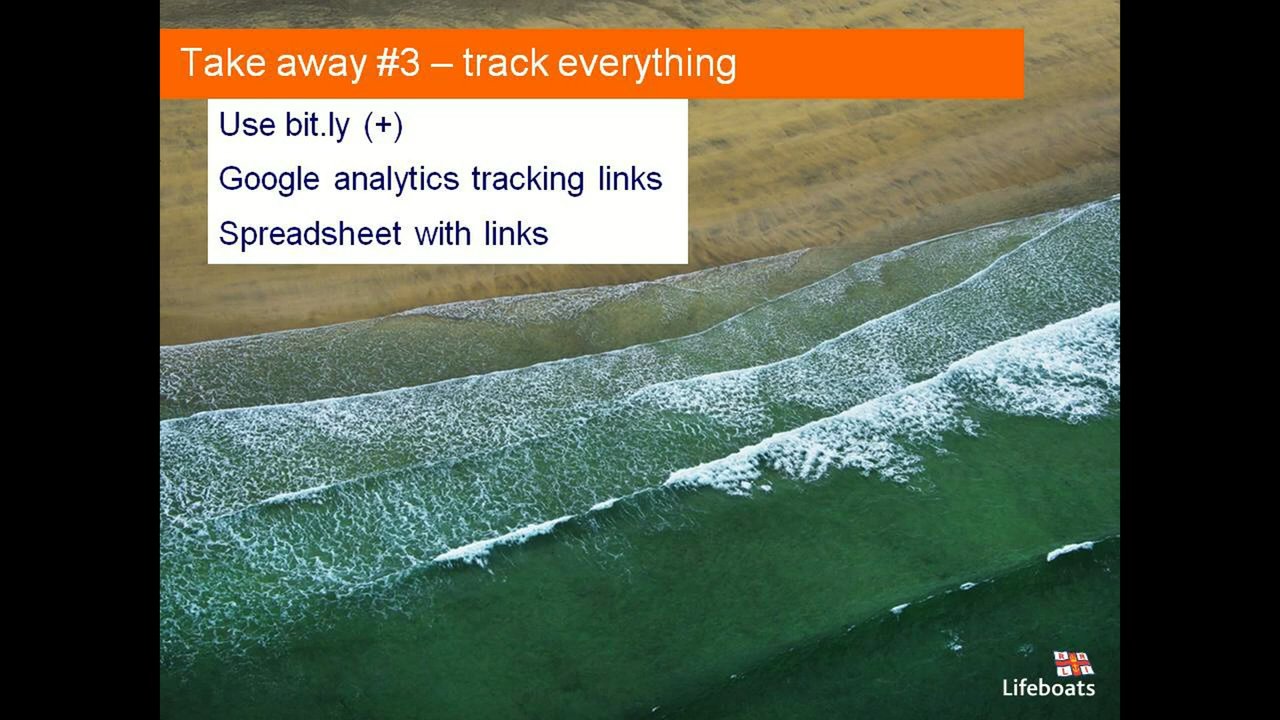 Take away #3 – track everything
Use bit.ly (+)
Google analytics tracking links
Spreadsheet with links
R N
L I
Lifeboats